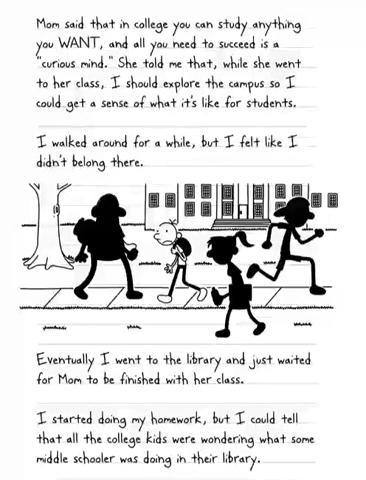 Mom said that in college you can study anything
you WANT, and all you need to succeed is a
"curious mind." She told me that, while she went
to her class, I should explore the campus so I
could get a sense of what it's like for students.
I walked around for a while, but I felt like I
didn't belong there.
Eventually I went to the library and just waited
for Mom to be finished with her class.
I started doing my homework, but I could tell
that all the college kids were wondering what some
middle schooler was doing in their library.